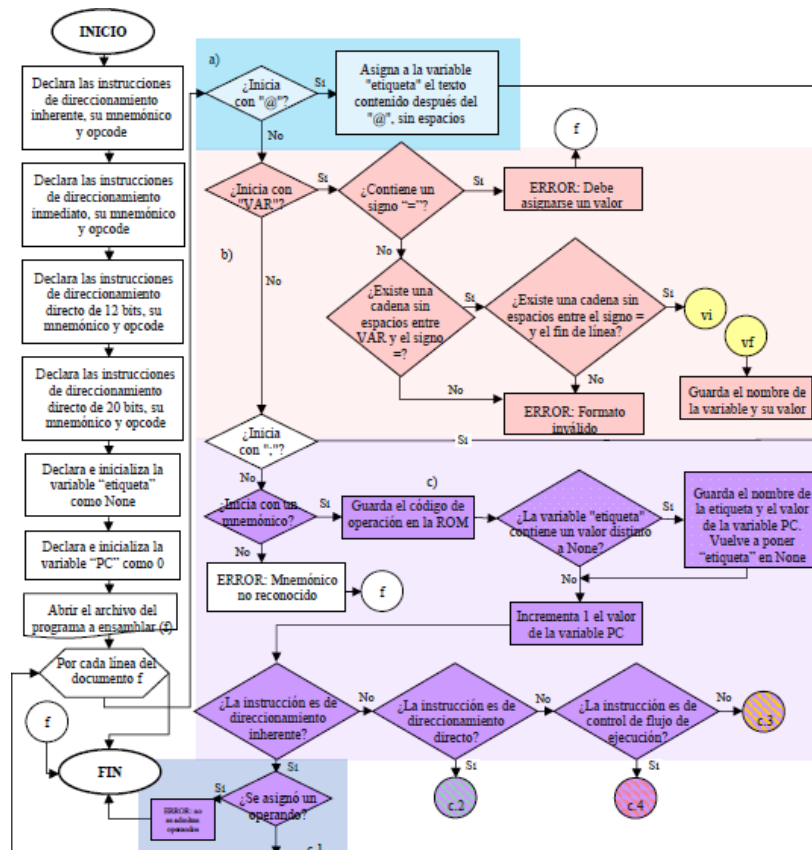 INICIO
Declara las instrucciones
de direccionamiento
inherente, su mnemónico
y opcode
Declara las instrucciones
de direccionamiento
inmediato, su mnemónico
y opcode
Declara las instrucciones
de direccionamiento
directo de 12 bits, su
mnemónico y opcode
Declara las instrucciones
de direccionamiento
directo de 20 bits, su
mnemónico y opcode
Declara e inicializa la
variable “etiqueta”
como None
Declara e inicializa la
variable “PC” como 0
Abrir el archivo del
programa a ensamblar (f)
Por cada línea del
documento f
f
FIN
a)
¿Inicia
con "@"?
Sí
Asigna a la variable
"etiqueta" el texto
contenido después del
"@", sin espacios
No
b)
¿Inicia con
"VAR"?
Sí
¿Contiene un
signo “=”?
Sí
ERROR: Debe
asignarse un valor
f
No
No
¿Existe una cadena sin
espacios entre
VAR y el signo
=?
Sí
¿Existe una cadena sin
espacios entre el signo =
y el fin de línea?
Sí
vi
vf
Guarda el nombre de
la variable y su valor
No
No
ERROR: Formato
inválido
¿Inicia
con ";"?
Sí
No
c)
¿Inicia con un
mnemónico?
Sí
Guarda el código de
operación en la ROM
¿La variable "etiqueta"
contiene un valor distinto
a None?
Sí
Guarda el nombre de
la etiqueta y el valor
de la variable PC.
Vuelve a poner
“etiqueta” en None
No
ERROR: Mnemónico
no reconocido
f
No
Incrementa 1 el valor
de la variable PC
¿La instrucción es de
direccionamiento
inherente?
No
¿La instrucción es de
direccionamiento
directo?
No
¿La instrucción es de
control de flujo de
ejecución?
No
c.3
Sí
Sí
c.2
Sí
c.4
¿Se asignó un
operando?
Sí
ERROR: no
se admiten
operandos
c.1